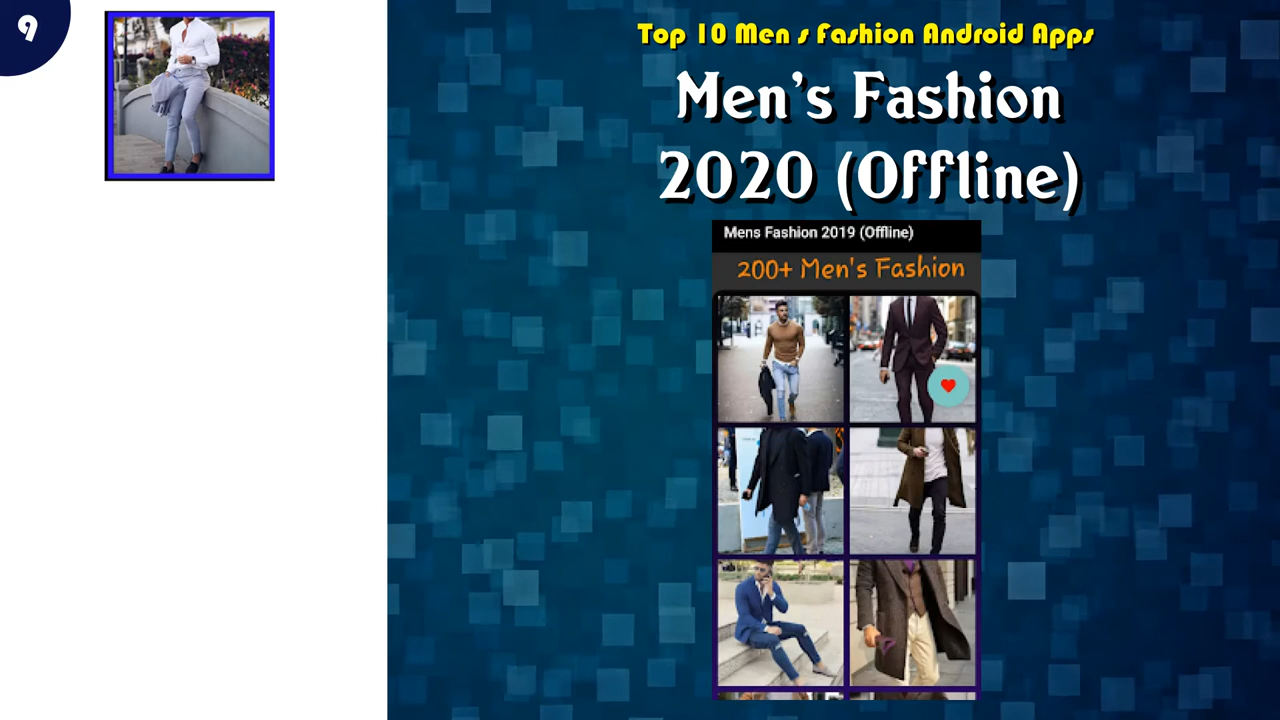 9
Top 10 Men s Fashion Android Apps
Men's Fashion
2020 (Offline)
Mens Fashion 2019 (Offline)
200+ Men's Fashion